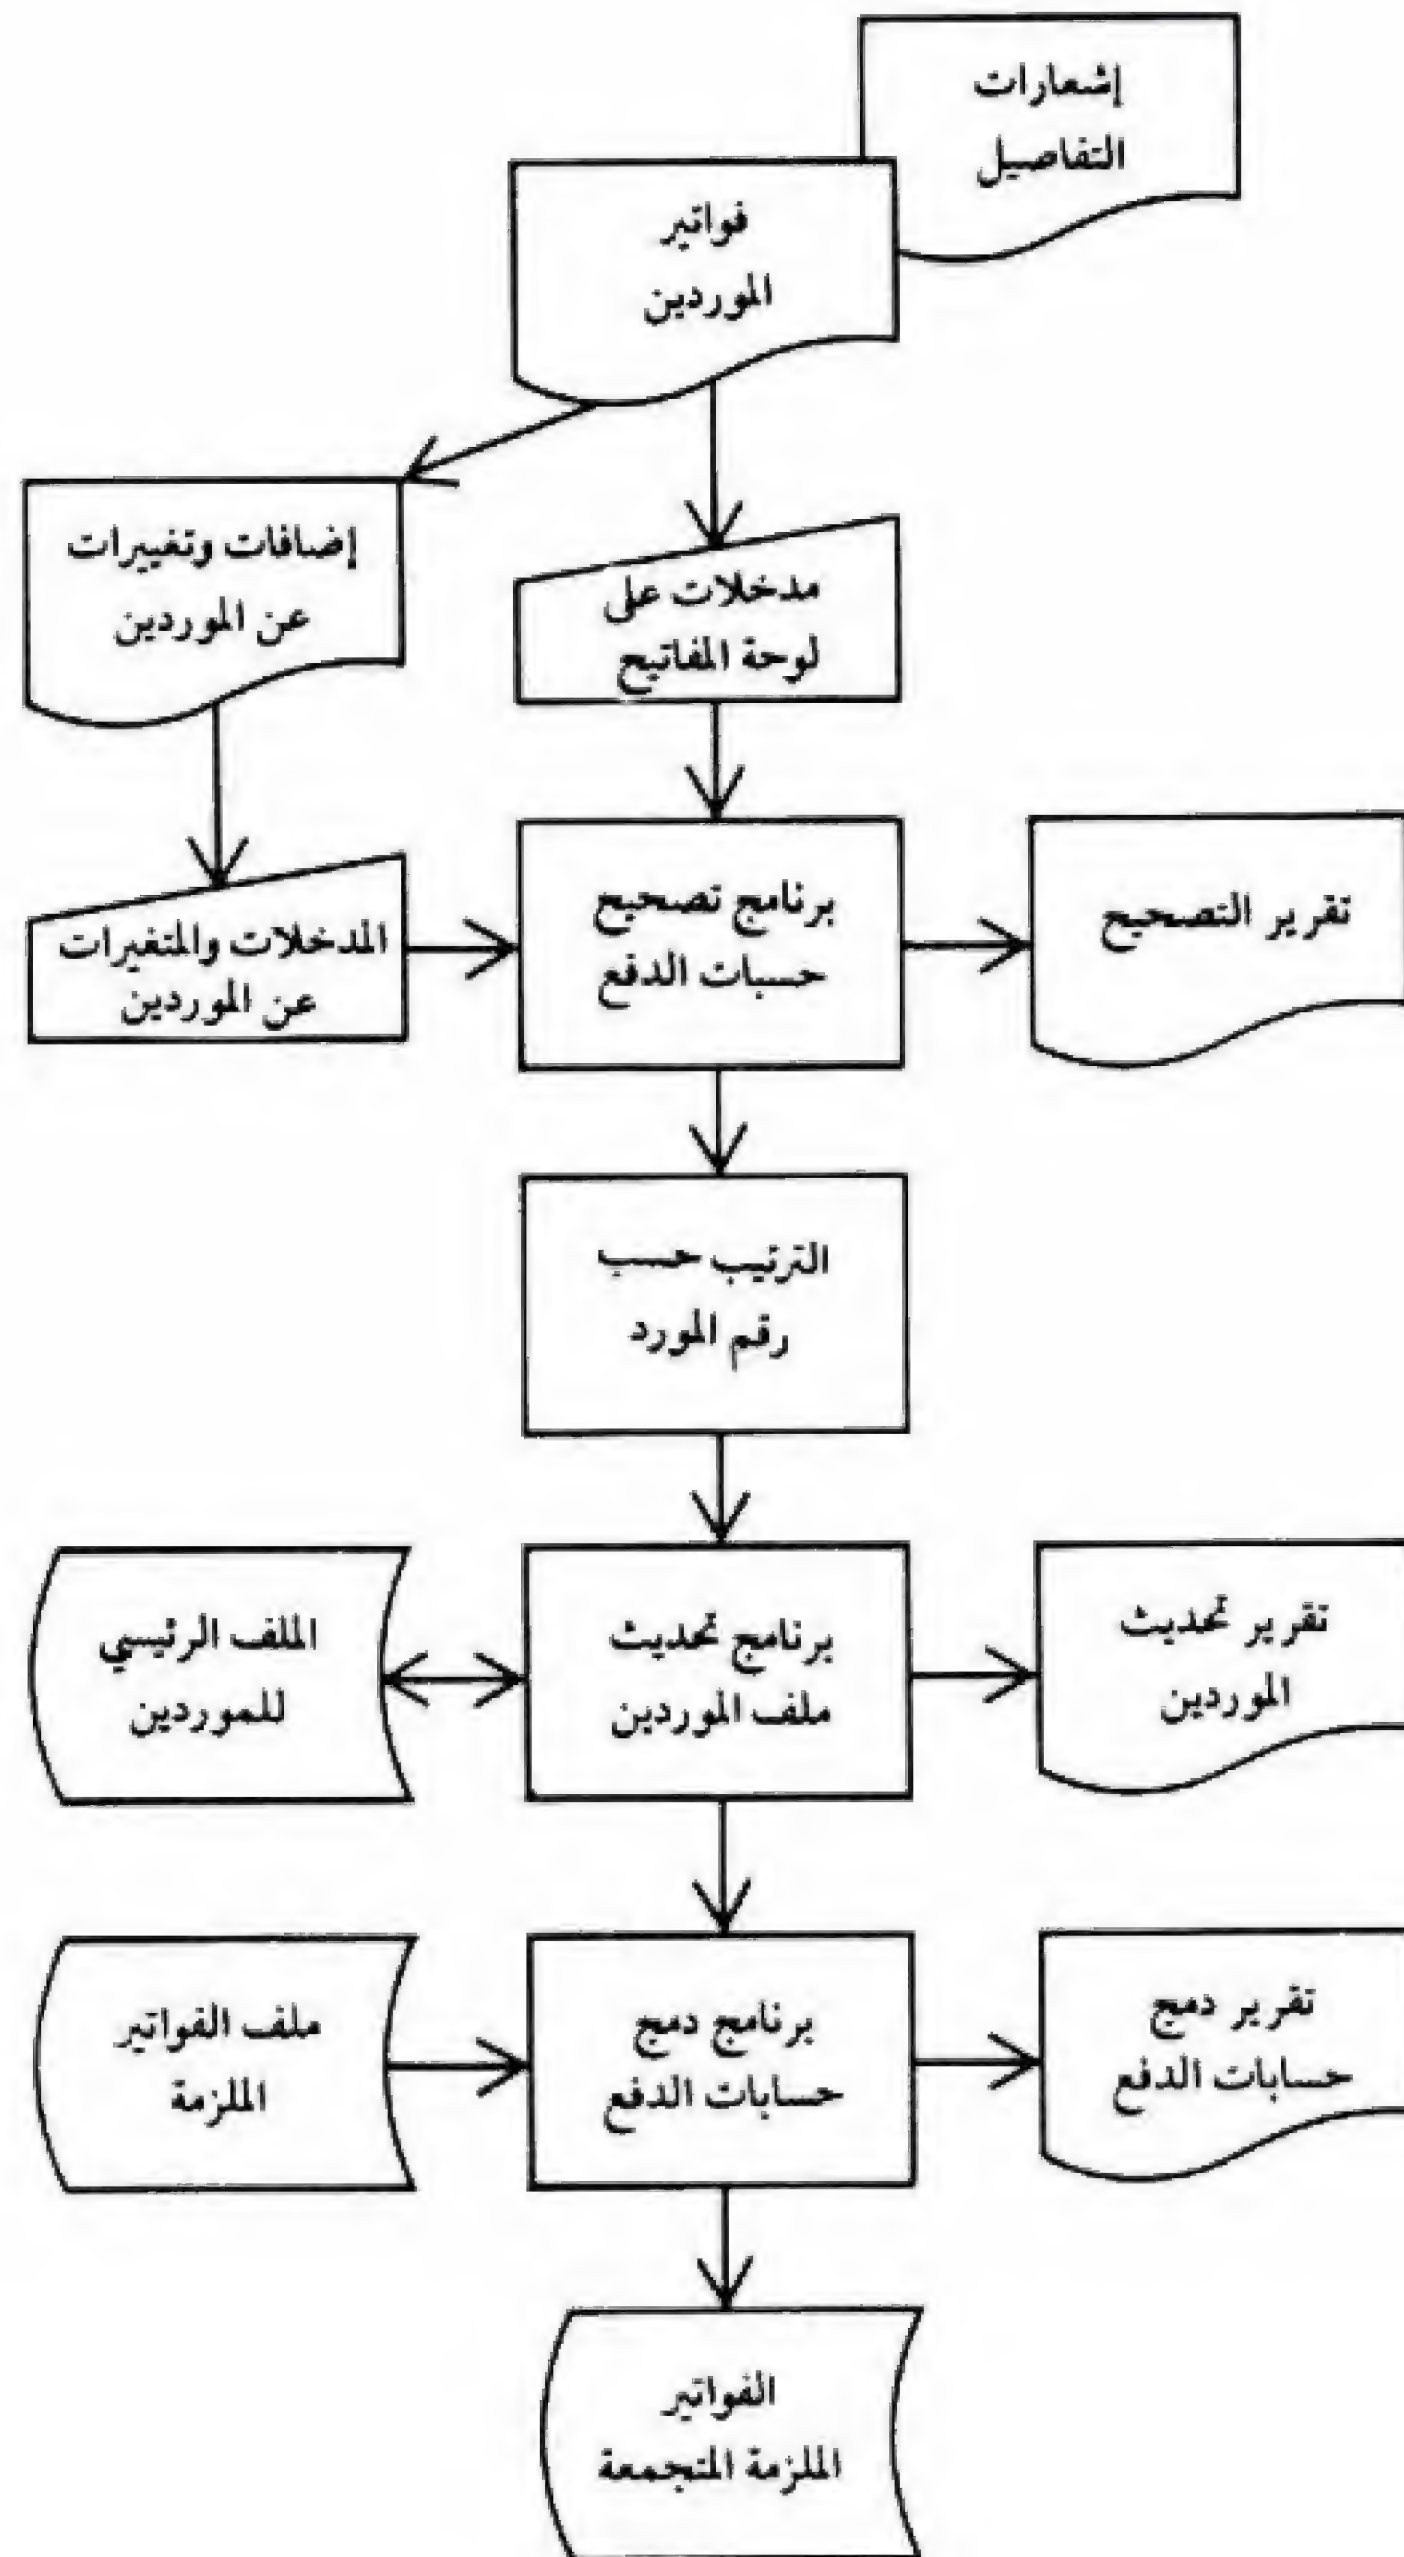 إشعارات
التفاصيل
فواتير
الموردين
إضافات وتغييرات
عن الموردين
مدخلات على
لوحة المفاتيح
المدخلات والمتغيرات
عن الموردين
برنامج تصحيح
حسبات الدفع
تقرير التصحيح
الترتيب حسب
رقم المورد
الملف الرئيسي
للموردين
برنامج تحديث
ملف الموردين
تقرير تحديث
الموردين
ملف الفواتير
الملزمة
برنامج دمج
حسابات الدفع
تقرير دمج
حسابات الدفع
الفواتير
الملزمة المتجمعة